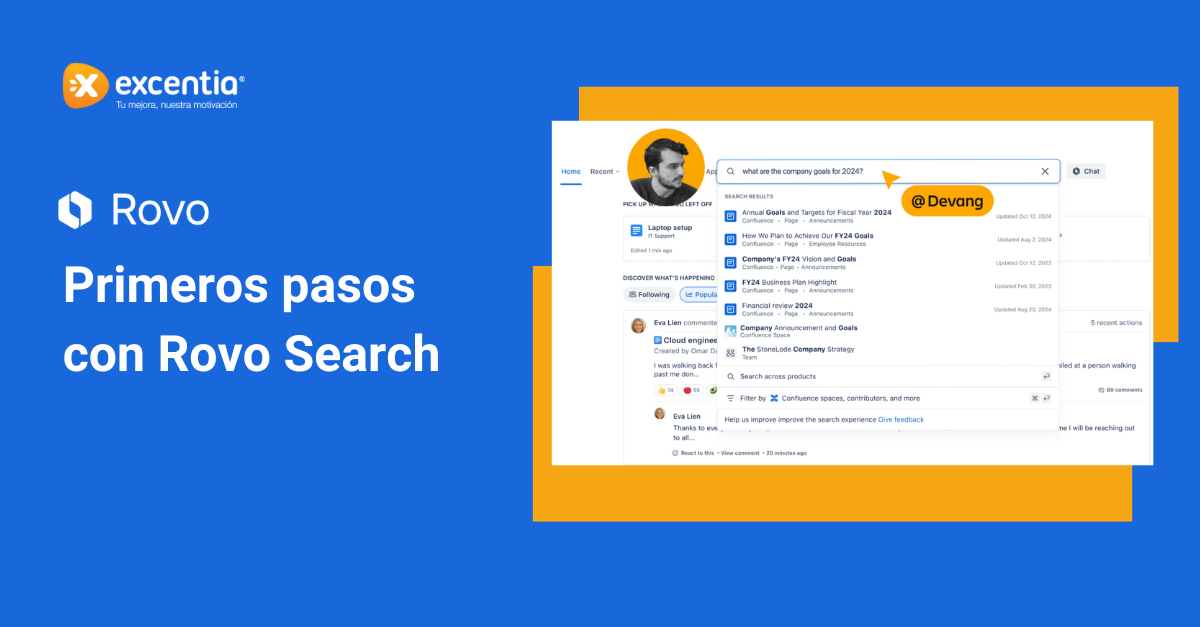 excentia®
Tu mejora, nuestra motivación
Rovo
Primeros pasos
con Rovo Search
Home
Recent
what are the company goals for 2024?
Chat
@Devang
PICK UP WHERE YOU LEFT OFF
Laptop setup
IT Support
Edited 1 min ago
DISCOVER WHAT'S HAPPENING
Following
Popula
Eva Lien commente
Cloud enginee
Created by Omar Da
I was walking back
past me don...
74
55
Eva Lien
Thanks to eve
to all...
React to this • View comment • 20 minutes ago
SEARCH RESULTS
Annual Goals and Targets for Fiscal Year 2024
Confluence • Page • Announcements
Updated Oct 12, 2024
How We Plan to Achieve Our FY24 Goals
Confluence • Page • Employee Resources
Updated Aug 2, 2024
Company's FY24 Vision and Goals
Confluence • Page • Announcements
Updated Oct 12, 2023
FY24 Business Plan Highlight
Confluence • Page • Announcements
Updated Feb 30, 2023
Financial review 2024
Confluence • Page • Announcements
Updated Aug 20, 2024
Company Announcement and Goals
Confluence Space
The StoneLode Company Strategy
Team
Search across products
Filter by Confluence spaces, contributors, and more
Help us improve improve the search experience Give feedback
5 recent actions
iled at a person walking
89 comments
me I will be reaching out